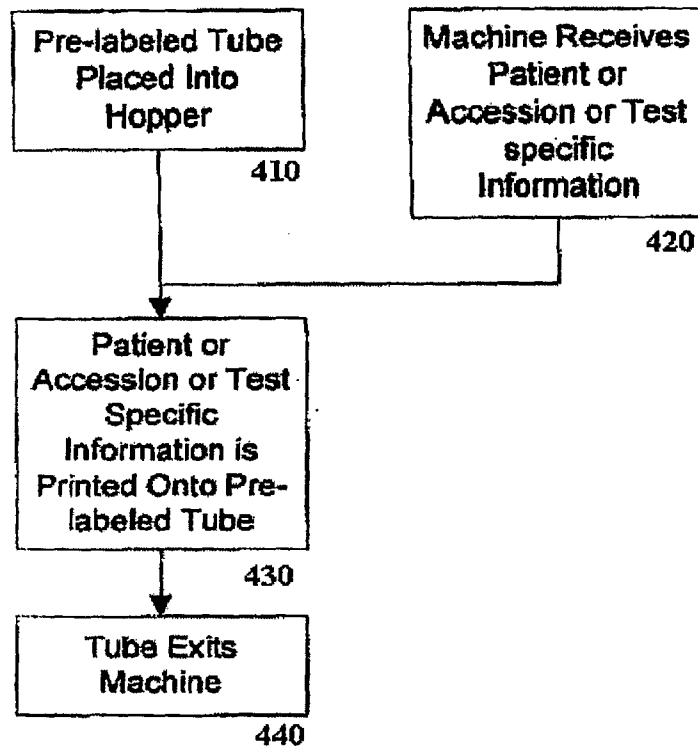 Pre-labeled Tube
Placed Into
Hopper
410
Machine Receives
Patient or
Accession or Test
specific
Information
420
Patient or
Accession or Test
Specific
Information is
Printed Onto Pre-
labeled Tube
430
Tube Exits
Machine
440